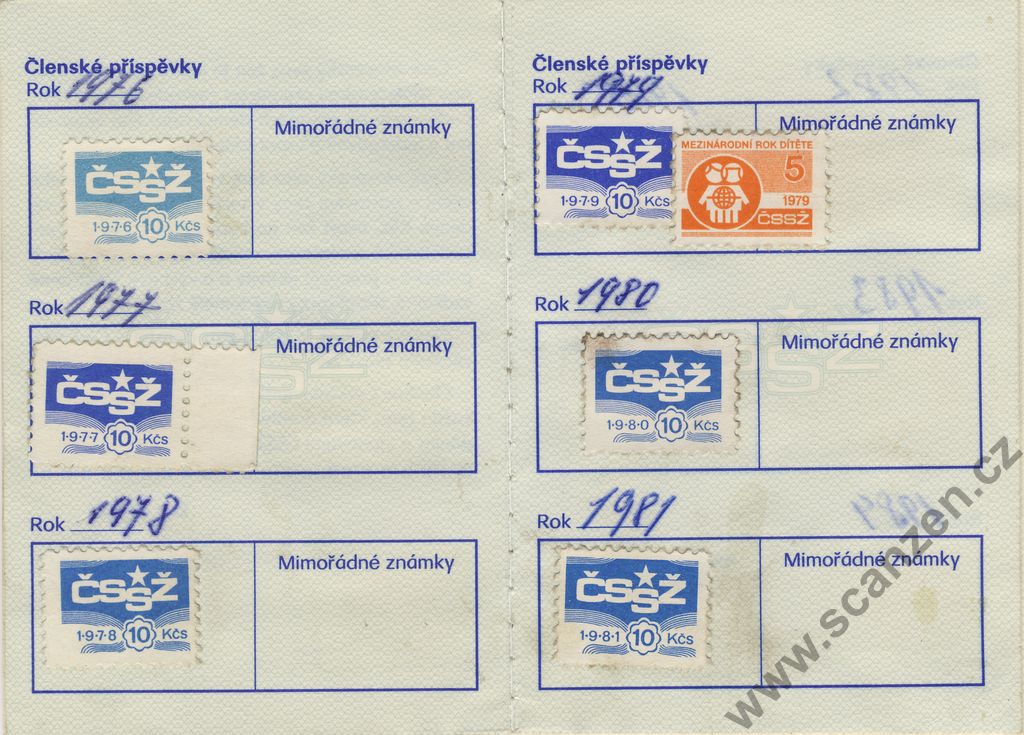 Členské příspěvky
Rok 1976
Mimořádné známky
ČSSŽ
1·9·7·6 10 Kčs
Rok 1977
Mimořádné známky
ČSSŽ
1·9·7·7 10 Kčs
Rok 1978
Mimořádné známky
ČSSŽ
1·9·7·8 10 Kčs
Členské příspěvky
Rok 1979
Mimořádné známky
ČSSŽ
1·9·7·9 10 Kčs
MEZINÁRODNÍ ROK DÍTĚTE
5
1979
ČSSŽ
Rok 1980
Mimořádné známky
ČSSŽ
1·9·8·0 10 Kčs
Rok 1981
Mimořádné známky
ČSSŽ
1·9·8·1 10 Kčs
www.scanzen.cz